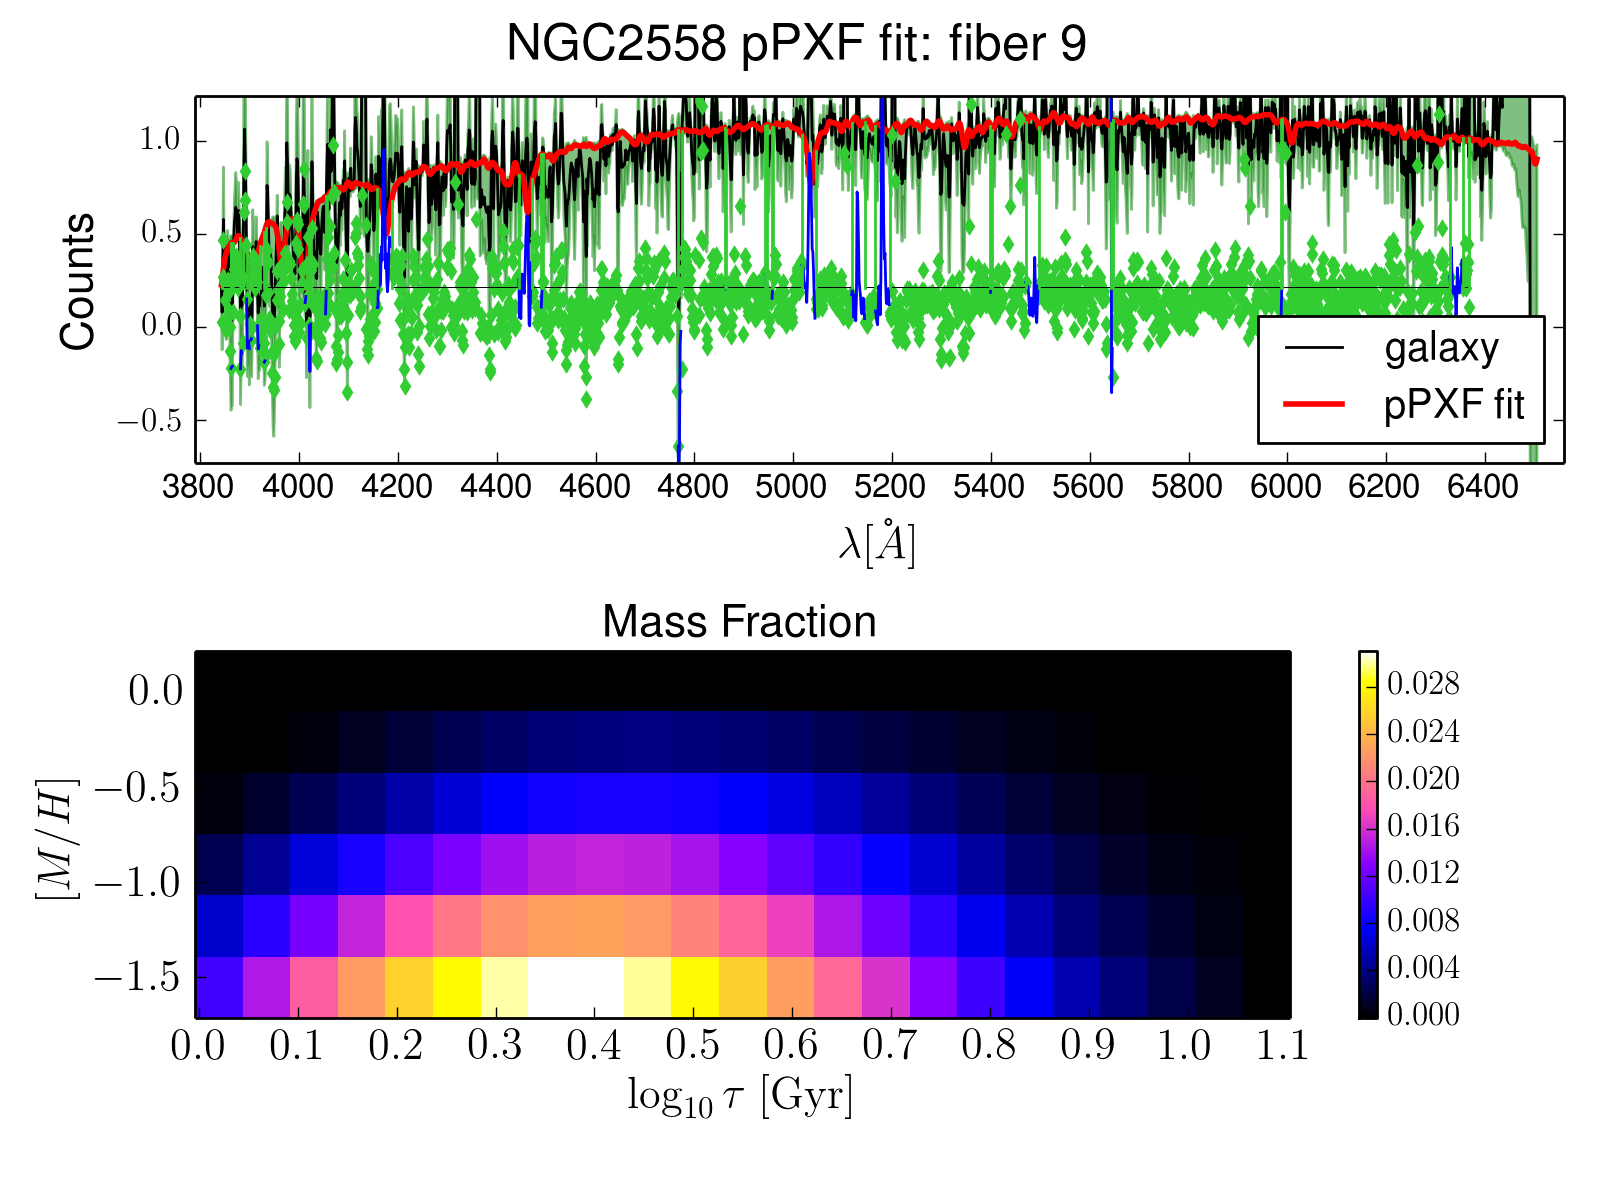 NGC2558 pPXF fit: fiber 9
Counts
1.0
0.5
0.0
−0.5
galaxy
pPXF fit
3800 4000 4200 4400 4600 4800 5000 5200 5400 5600 5800 6000 6200 6400
λ[Å]
Mass Fraction
[M/H]
0.0
−0.5
−1.0
−1.5
0.0 0.1 0.2 0.3 0.4 0.5 0.6 0.7 0.8 0.9 1.0 1.1
log₁₀ τ [Gyr]
0.028
0.024
0.020
0.016
0.012
0.008
0.004
0.000